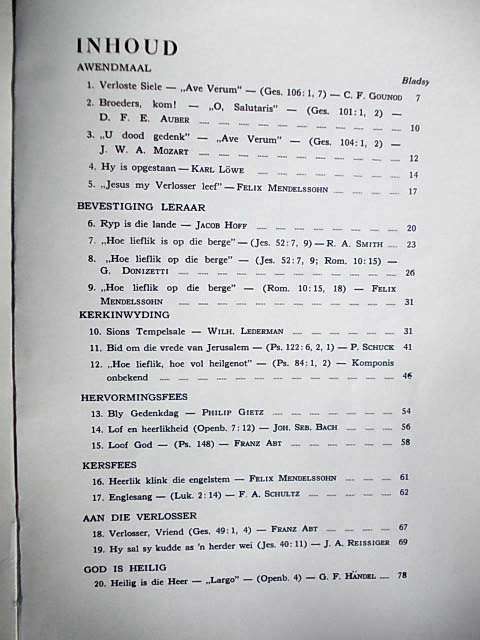 INHOUD
AWENDMAAL
Bladsy
1. Verloste Siele — „Ave Verum” — (Ges. 106 : 1, 7) — C. F. GOUNOD 7
2. Broeders, kom! — „O, Salutaris” — (Ges. 101 : 1, 2) —
D. F. E. AUBER 10
3. „U dood gedenk” — „Ave Verum” — (Ges. 104 : 1, 2) —
J. W. A. MOZART 12
4. Hy is opgestaan — KARL LÖWE 14
5. „Jesus my Verlosser leef” — FELIX MENDELSSOHN 17
BEVESTIGING LERAAR
6. Ryp is die lande — JACOB HOFF 20
7. „Hoe lieflik is op die berge” — (Jes. 52 : 7, 9) — R. A. SMITH 23
8. „Hoe lieflik op die berge” — (Jes. 52 : 7, 9; Rom. 10 : 15) —
G. DONIZETTI 26
9. „Hoe lieflik op die berge” — (Rom. 10 : 15, 18) — FELIX
MENDELSSOHN 31
KERKINWYDING
10. Sions Tempelsale — WILH. LEDERMAN 31
11. Bid om die vrede van Jerusalem — (Ps. 122 : 6, 2, 1) — P. SCHUCK 41
12. „Hoe lieflik, hoe vol heilgenot” — (Ps. 84 : 1, 2) — Komponis
onbekend 46
HERVORMINGSFEES
13. Bly Gedenkdag — PHILIP GIETZ 54
14. Lof en heerlikheid (Openb. 7 : 12) — JOH. SEB. BACH 56
15. Loof God — (Ps. 148) — FRANZ ABT 58
KERSFEES
16. Heerlik klink die engelstem — FELIX MENDELSSOHN 61
17. Englesang — (Luk. 2 : 14) — F. A. SCHULTZ 62
AAN DIE VERLOSSER
18. Verlosser, Vriend (Ges. 49 : 1, 4) — FRANZ ABT 67
19. Hy sal sy kudde as 'n herder wei (Jes. 40 : 11) — J. A. REISSIGER 69
GOD IS HEILIG
20. Heilig is die Heer — „Largo” — (Openb. 4) — G. F. HÄNDEL 78